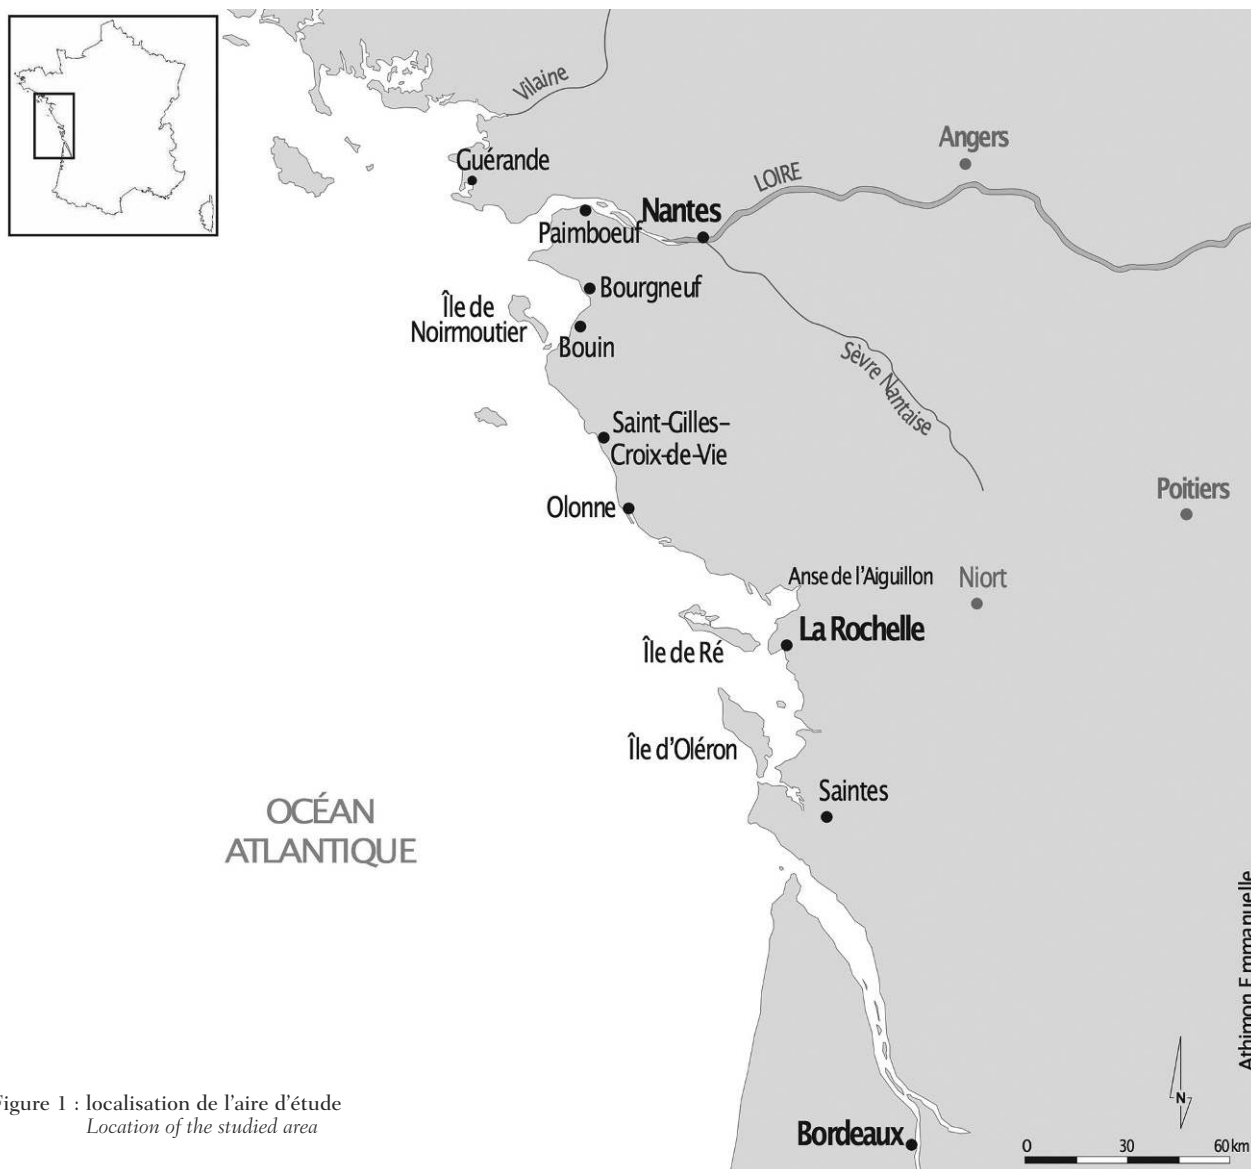 Vilaine
Angers
Guérande
LOIRE
Nantes
Paimboeuf
Bourgneuf
Île de
Noirmoutier
Bouin
Sèvre Nantaise
Saint-Gilles-
Croix-de-Vie
Poitiers
Olonne
Anse de l'Aiguillon
Niort
La Rochelle
Île de Ré
Île d'Oléron
Saintes
OCÉAN
ATLANTIQUE
Athimon Emmanuelle
N
Figure 1 : localisation de l'aire d'étude
Location of the studied area
Bordeaux
0 30 60 km